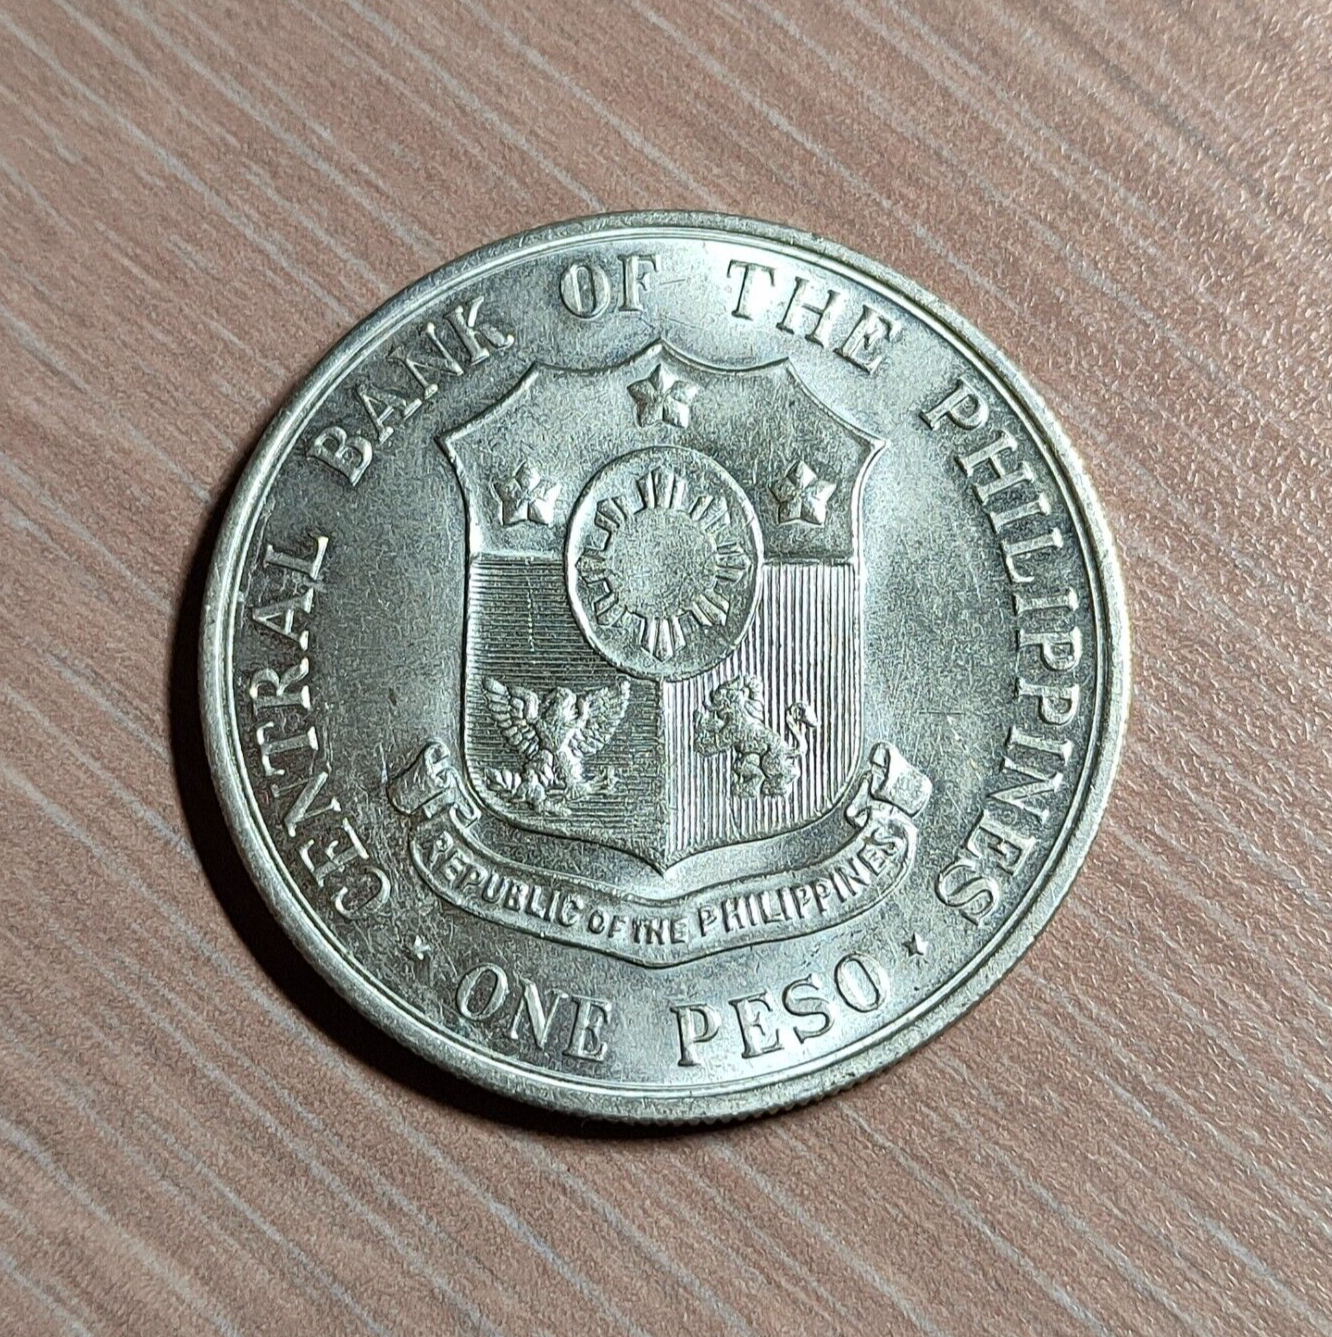 CENTRAL BANK OF THE PHILIPPINES
REPUBLIC OF THE PHILIPPINES
ONE PESO